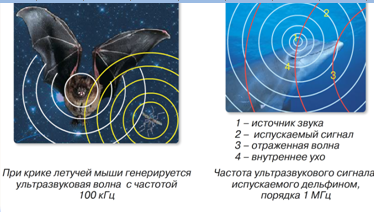 2
1
4
3
1 – источник звука
2 – испускаемый сигнал
3 – отраженная волна
4 – внутреннее ухо
При крике летучей мыши генерируется
ультразвуковая волна с частотой
100 кГц
Частота ультразвукового сигнала
испускаемого дельфином,
порядка 1 МГц